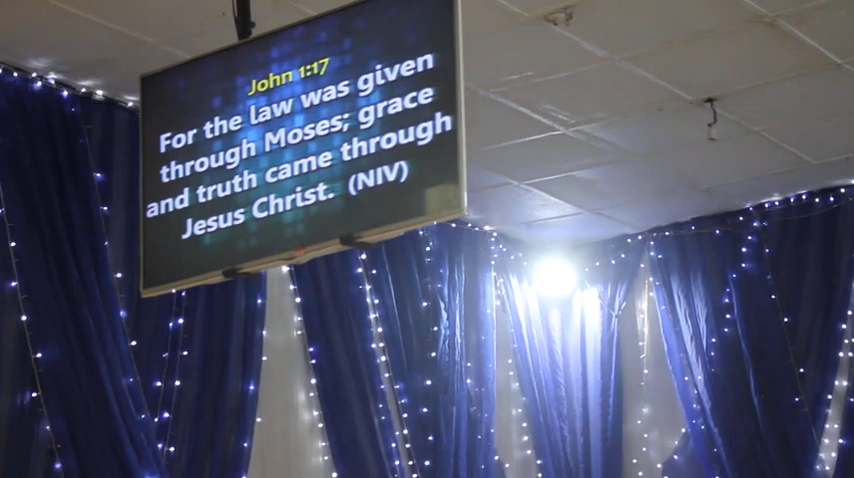 John 1:17
For the law was given
through Moses; grace
and truth came through
Jesus Christ. (NIV)